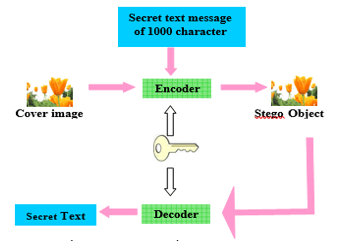 Secret text message
of 1000 character
Encoder
Cover image
Stego Object
Secret Text
Decoder